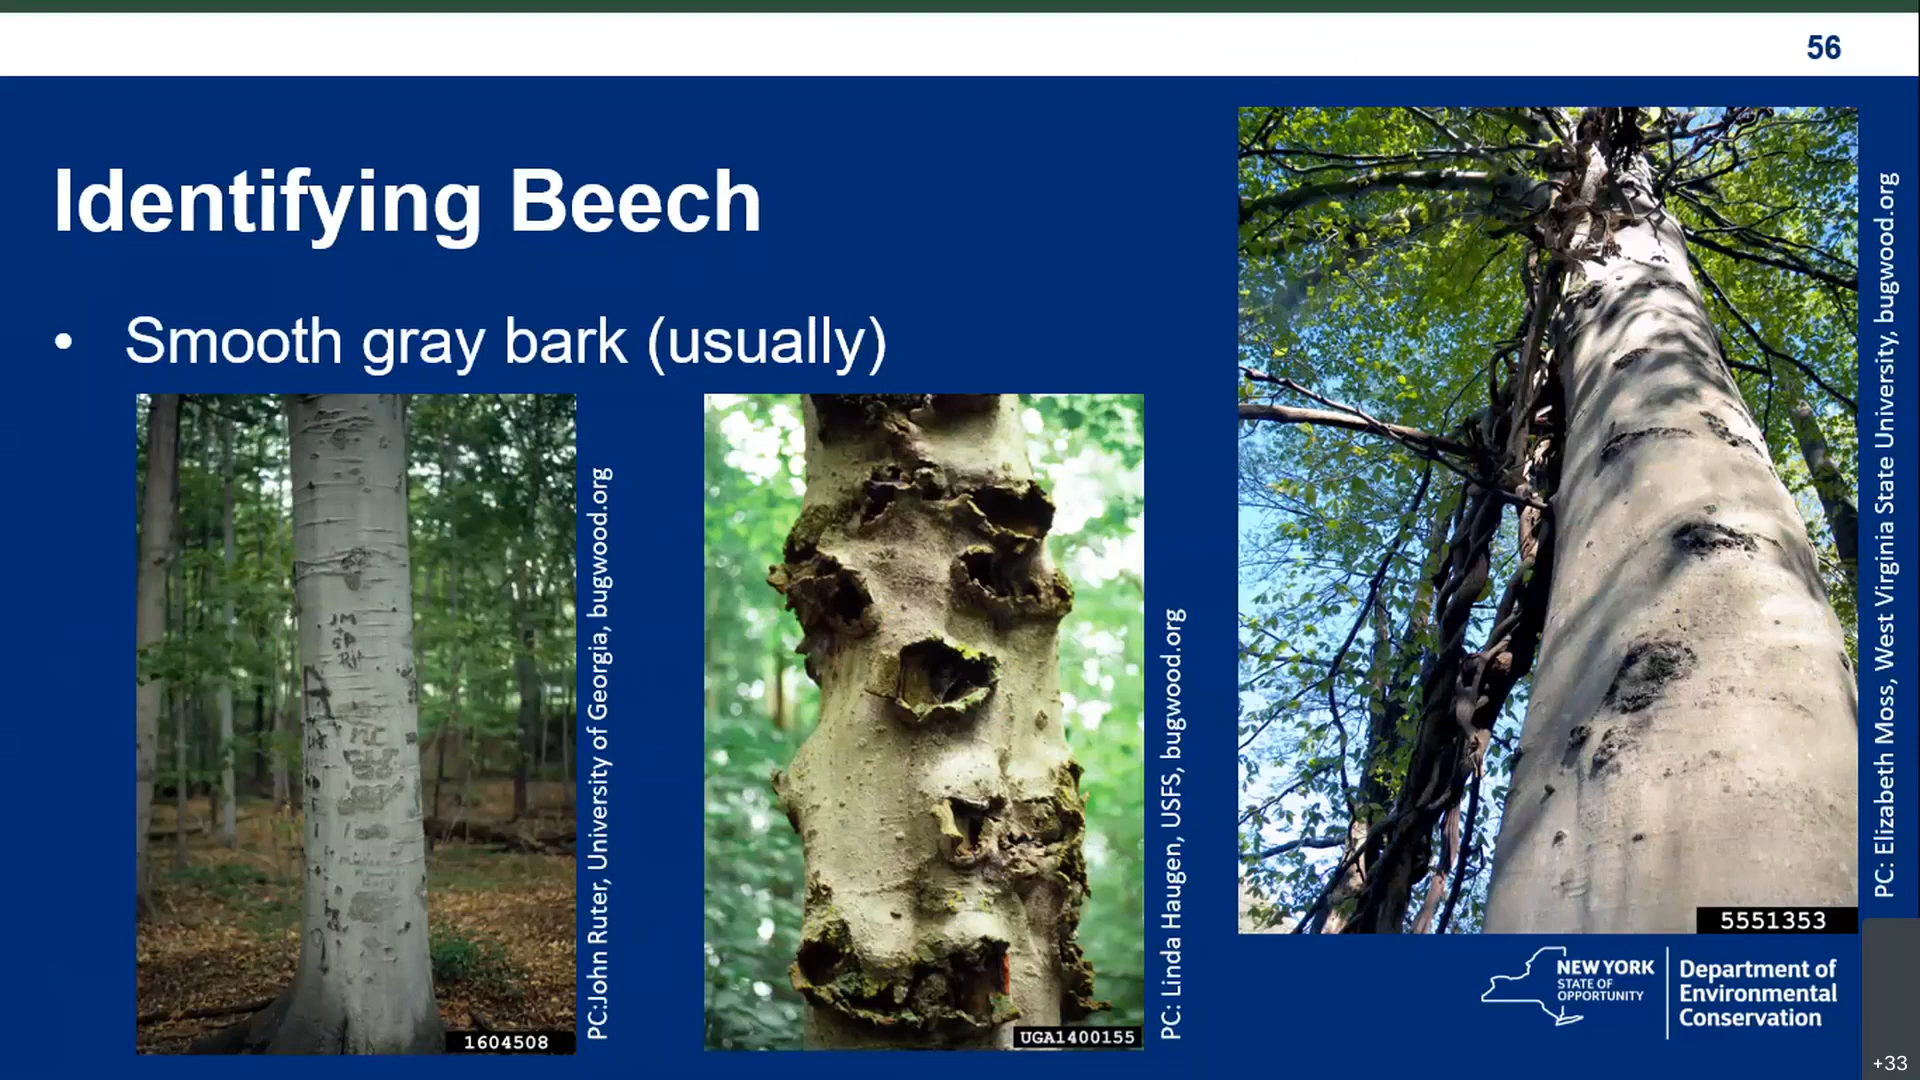 56
Identifying Beech
• Smooth gray bark (usually)
JM
PC:John Ruter, University of Georgia, bugwood.org
1604508
PC: Linda Haugen, USFS, bugwood.org
UGA1400155
PC: Elizabeth Moss, West Virginia State University, bugwood.org
5551353
NEW YORK
STATE OF
OPPORTUNITY
Department of
Environmental
Conservation
+33